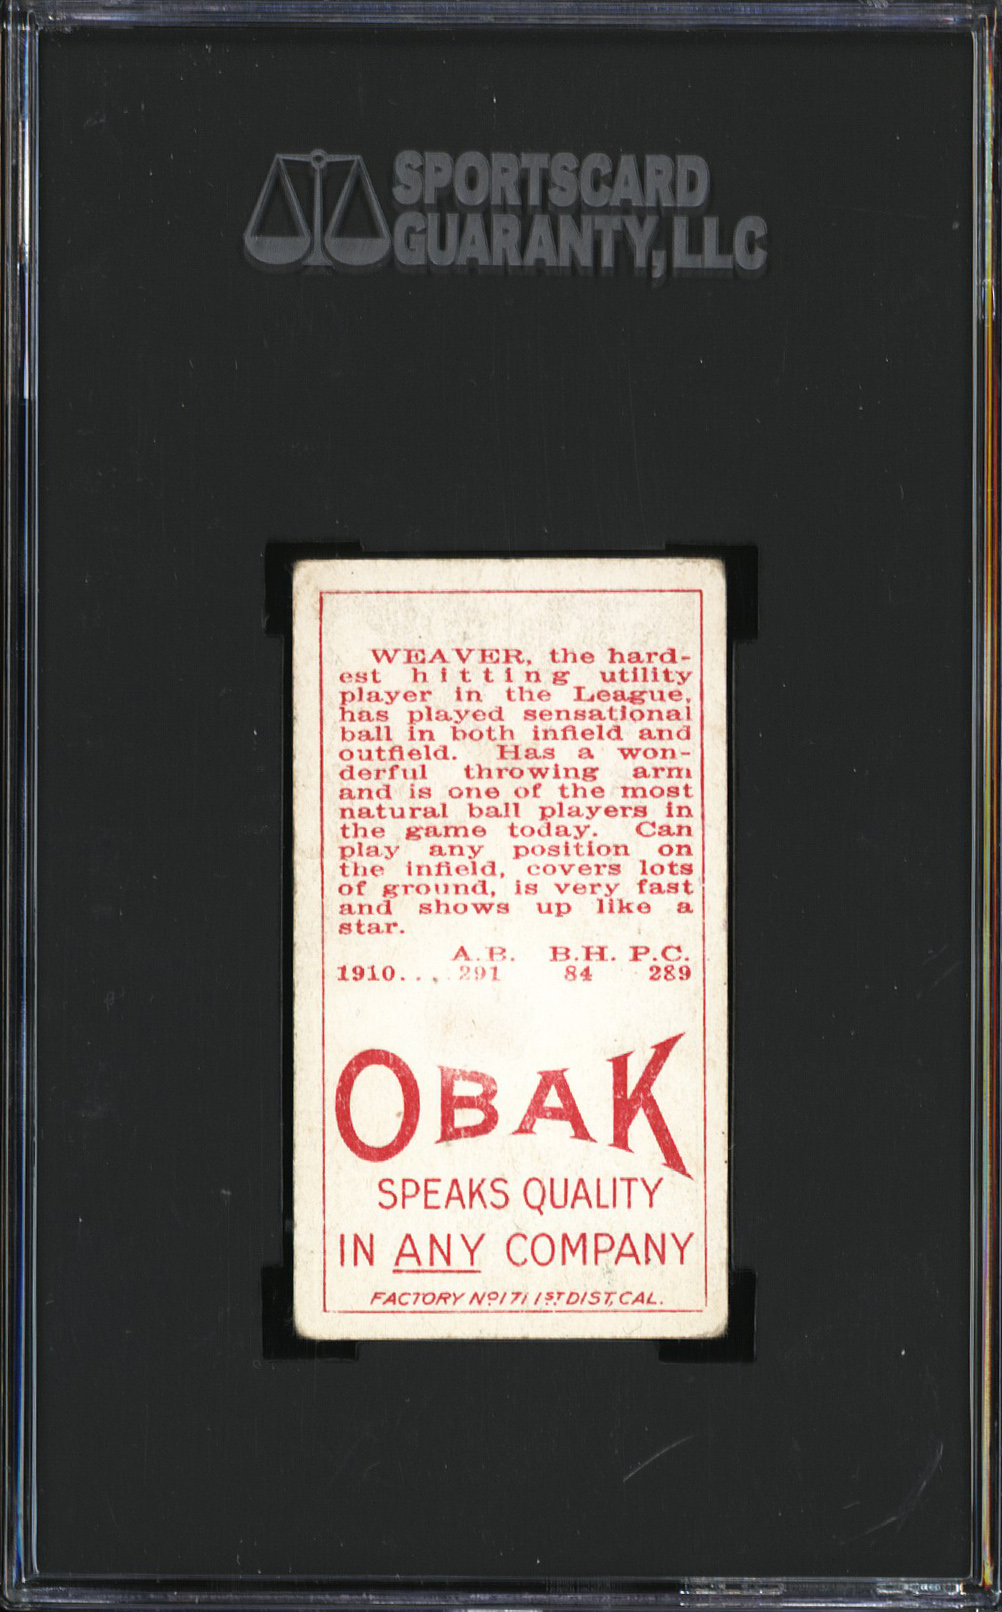 SPORTSCARD
GUARANTY, LLC
WEAVER, the hard-
est hitting utility
player in the League,
has played sensational
ball in both infield and
outfield. Has a won-
derful throwing arm
and is one of the most
natural ball players in
the game today. Can
play any position on
the infield, covers lots
of ground, is very fast
and shows up like a
star.
A.B. B.H. P.C.
1910.... 291 84 289
OBAK
SPEAKS QUALITY
IN ANY COMPANY
FACTORY Nº 171 1ST DIST, CAL.